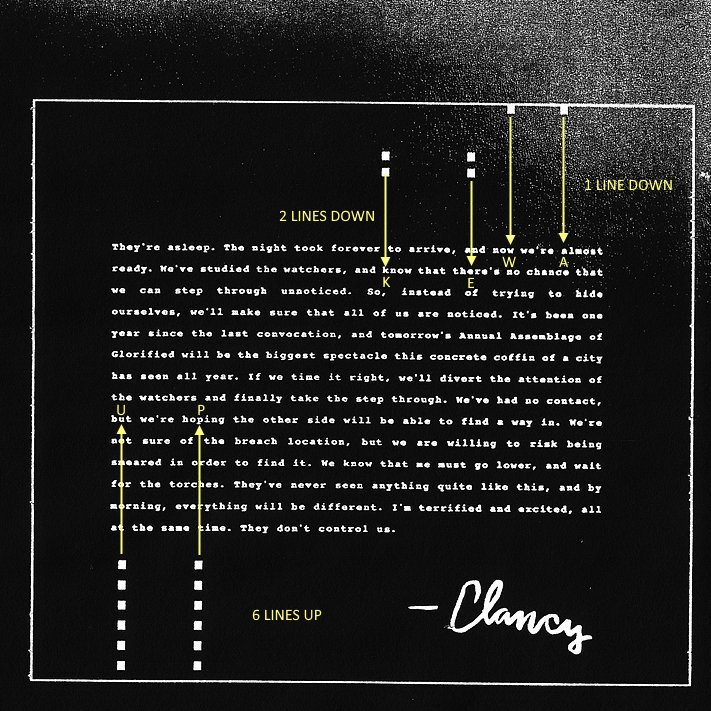 1 LINE DOWN
2 LINES DOWN
They're asleep. The night took forever to arrive, and now we're almost
W A
ready. We've studied the watchers, and know that there's no chance that
K E
we can step through unnoticed. So, instead of trying to hide
ourselves, we'll make sure that all of us are noticed. It's been one
year since the last convocation, and tomorrow's Annual Assemblage of
Glorified will be the biggest spectacle this concrete coffin of a city
has seen all year. If we time it right, we'll divert the attention of
the watchers and finally take the step through. We've had no contact,
U P
but we're hoping the other side will be able to find a way in. We're
not sure of the breach location, but we are willing to risk being
smeared in order to find it. We know that me must go lower, and wait
for the torches. They've never seen anything quite like this, and by
morning, everything will be different. I'm terrified and excited, all
at the same time. They don't control us.
6 LINES UP
— Clancy